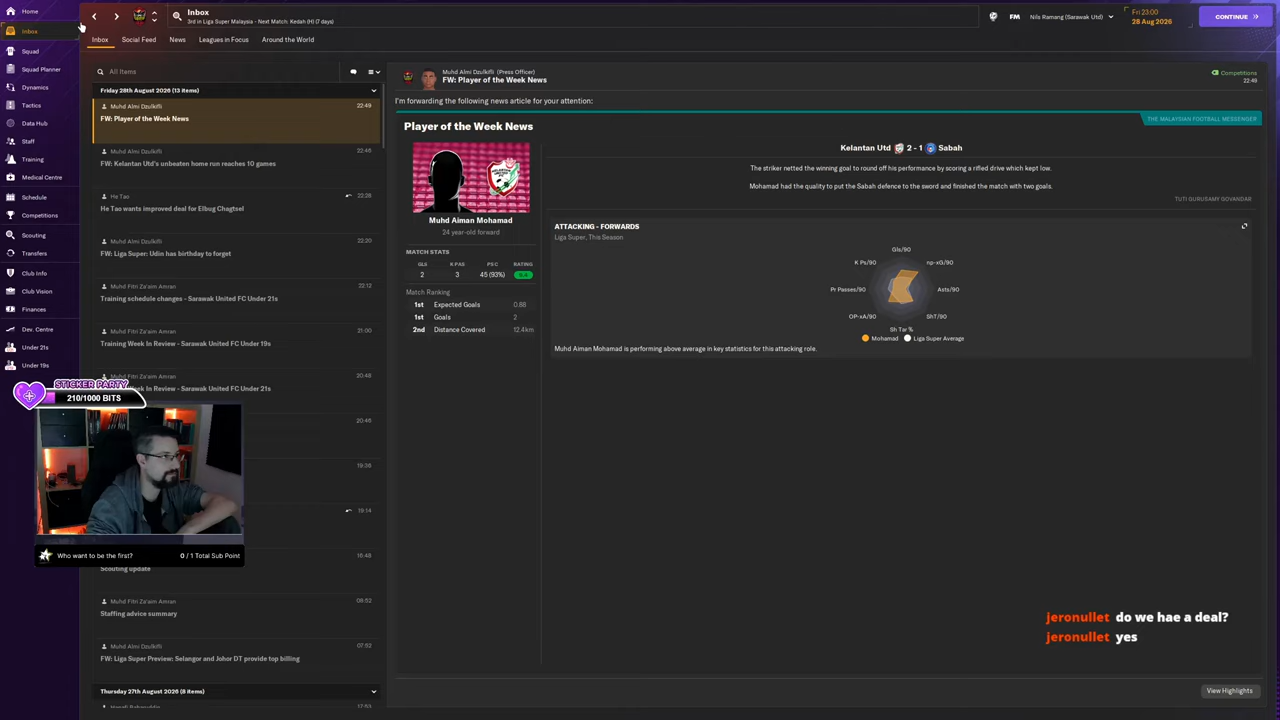 Home
Inbox
Squad
Squad Planner
Dynamics
Tactics
Data Hub
Staff
Training
Medical Centre
Schedule
Competitions
Scouting
Transfers
Club Info
Club Vision
Finances
Dev. Centre
Under 21s
Under 19s
Inbox
3rd in Liga Super Malaysia - Next Match: Kedah (H) (7 days)
FM
Nils Ramang (Sarawak Utd)
Fri 23:00
28 Aug 2026
CONTINUE
Inbox
Social Feed
News
Leagues in Focus
Around the World
All Items
Friday 28th August 2026 (13 items)
Muhd Almi Dzulkifli
22:49
FW: Player of the Week News
Muhd Almi Dzulkifli
22:46
FW: Kelantan Utd's unbeaten home run reaches 10 games
He Tao
22:28
He Tao wants improved deal for Elbug Chagtsel
Muhd Almi Dzulkifli
22:20
FW: Liga Super: Udin has birthday to forget
Muhd Fitri Za'aim Amran
22:12
Training schedule changes - Sarawak United FC Under 21s
Muhd Fitri Za'aim Amran
21:00
Training Week In Review - Sarawak United FC Under 19s
Muhd Fitri Za'aim Amran
20:48
Week In Review - Sarawak United FC Under 21s
20:46
19:36
19:14
16:48
Scouting update
Muhd Fitri Za'aim Amran
08:52
Staffing advice summary
Muhd Almi Dzulkifli
07:52
FW: Liga Super Preview: Selangor and Johor DT provide top billing
Thursday 27th August 2026 (8 items)
17:53
Muhd Almi Dzulkifli (Press Officer)
FW: Player of the Week News
Competitions
22:49
I'm forwarding the following news article for your attention:
THE MALAYSIAN FOOTBALL MESSENGER
Player of the Week News
Muhd Aiman Mohamad
24 year-old forward
MATCH STATS
GLS K PAS PSC RATING
2 3 45 (93%)
Match Ranking
1st Expected Goals 0.88
1st Goals 2
2nd Distance Covered 12.4km
Kelantan Utd 2 - 1 Sabah
The striker netted the winning goal to round off his performance by scoring a rifled drive which kept low.
Mohamad had the quality to put the Sabah defence to the sword and finished the match with two goals.
TUTI GURUSAMY GOVANDAR
ATTACKING - FORWARDS
Liga Super, This Season
Gls/90
K Ps/90
np-xG/90
Pr Passes/90
Asts/90
OP-xA/90
ShT/90
Sh Tar %
Mohamad
Liga Super Average
Muhd Aiman Mohamad is performing above average in key statistics for this attacking role.
STICKER PARTY
210/1000 BITS
Who want to be the first?
0 / 1 Total Sub Point
jeronullet do we hae a deal?
jeronullet yes
View Highlights